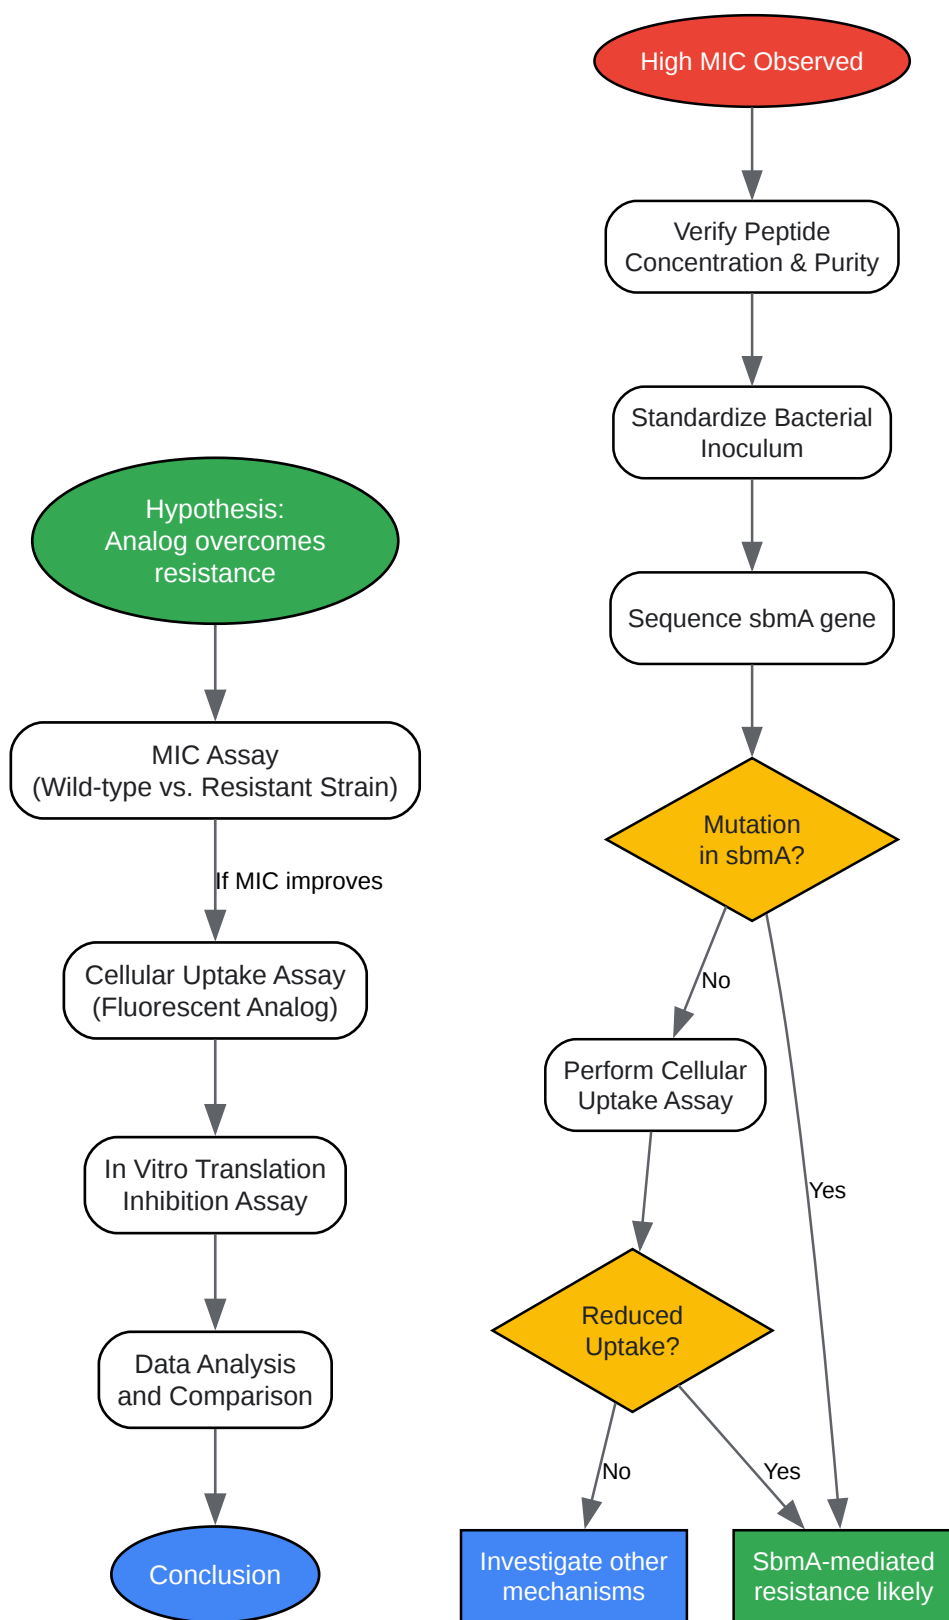 Hypothesis:
Analog overcomes
resistance
MIC Assay
(Wild-type vs. Resistant Strain)
If MIC improves
Cellular Uptake Assay
(Fluorescent Analog)
In Vitro Translation
Inhibition Assay
Data Analysis
and Comparison
Conclusion
High MIC Observed
Verify Peptide
Concentration & Purity
Standardize Bacterial
Inoculum
Sequence sbmA gene
Mutation
in sbmA?
No
Yes
Perform Cellular
Uptake Assay
Reduced
Uptake?
No
Yes
Investigate other
mechanisms
SbmA-mediated
resistance likely